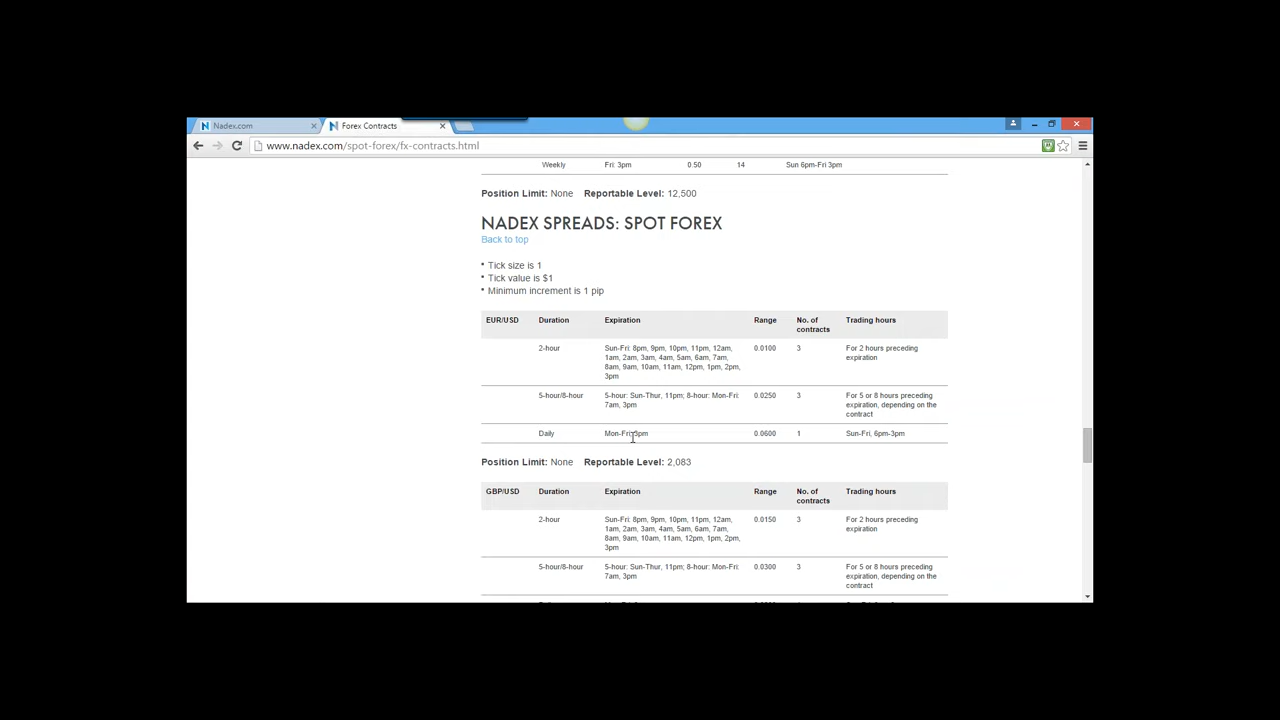 Nadex.com
Forex Contracts
www.nadex.com/spot-forex/fx-contracts.html
Weekly Fri: 3pm 0.50 14 Sun 6pm-Fri 3pm
Position Limit: None Reportable Level: 12,500
NADEX SPREADS: SPOT FOREX
Back to top
• Tick size is 1
• Tick value is $1
• Minimum increment is 1 pip
EUR/USD Duration Expiration Range No. of contracts Trading hours
2-hour Sun-Fri: 8pm, 9pm, 10pm, 11pm, 12am, 0.0100 3 For 2 hours preceding
1am, 2am, 3am, 4am, 5am, 6am, 7am, expiration
8am, 9am, 10am, 11am, 12pm, 1pm, 2pm,
3pm
5-hour/8-hour 5-hour: Sun-Thur, 11pm; 8-hour: Mon-Fri: 0.0250 3 For 5 or 8 hours preceding
7am, 3pm expiration, depending on the
contract
Daily Mon-Fri: 3pm 0.0600 1 Sun-Fri, 6pm-3pm
Position Limit: None Reportable Level: 2,083
GBP/USD Duration Expiration Range No. of contracts Trading hours
2-hour Sun-Fri: 8pm, 9pm, 10pm, 11pm, 12am, 0.0150 3 For 2 hours preceding
1am, 2am, 3am, 4am, 5am, 6am, 7am, expiration
8am, 9am, 10am, 11am, 12pm, 1pm, 2pm,
3pm
5-hour/8-hour 5-hour: Sun-Thur, 11pm; 8-hour: Mon-Fri: 0.0300 3 For 5 or 8 hours preceding
7am, 3pm expiration, depending on the
contract